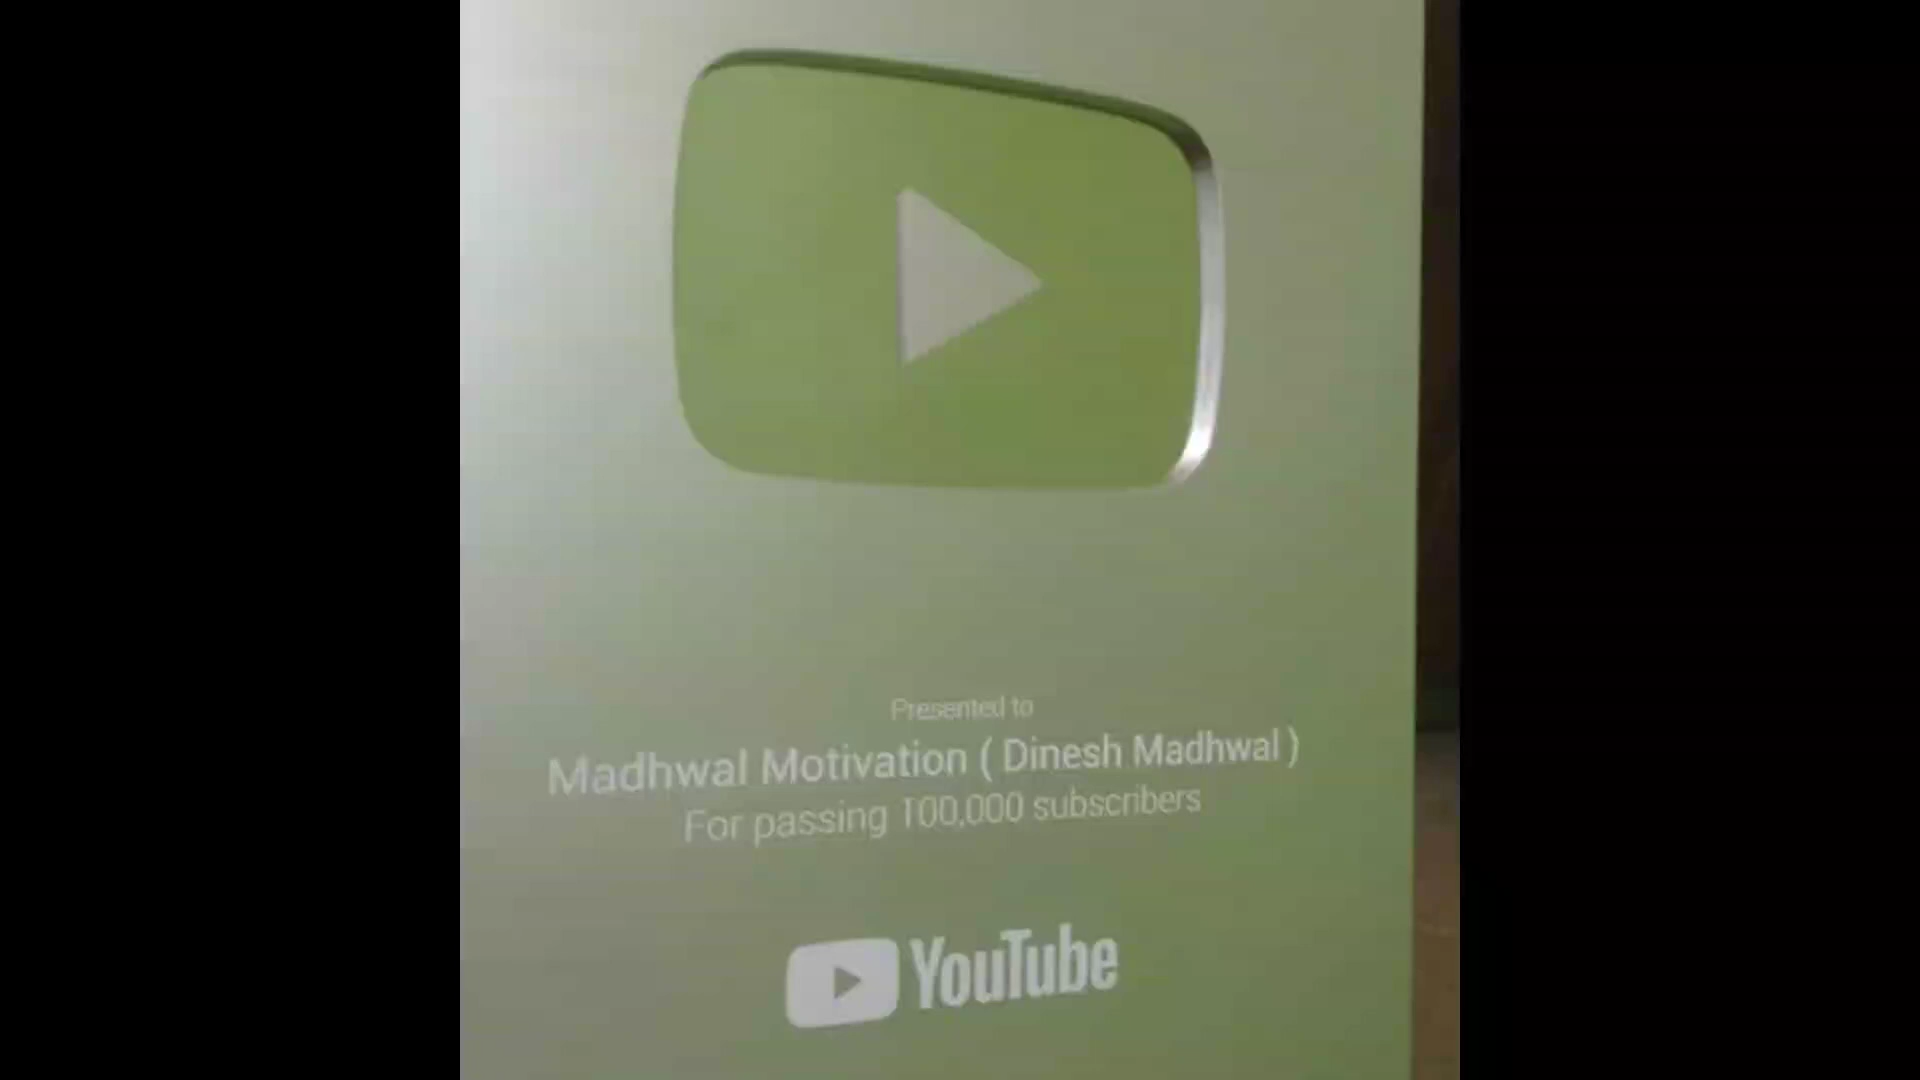 Presented to
Madhwal Motivation ( Dinesh Madhwal )
For passing 100,000 subscribers
YouTube